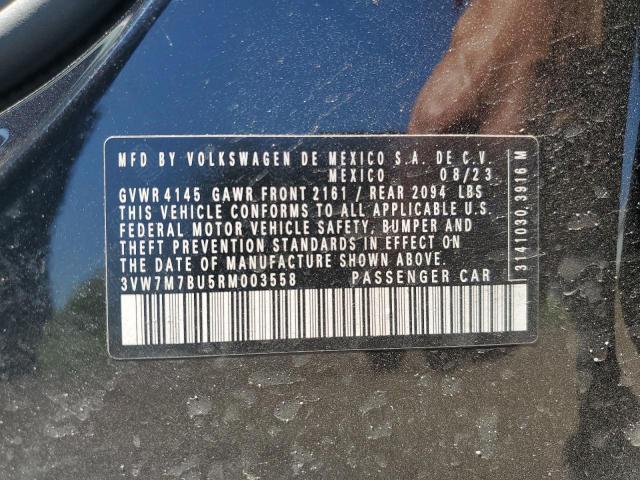 MFD BY VOLKSWAGEN DE MEXICO S.A. DE C.V.
MEXICO 08/23
GVWR 4145 GAWR FRONT 2161 / REAR 2094 LBS
THIS VEHICLE CONFORMS TO ALL APPLICABLE U.S.
FEDERAL MOTOR VEHICLE SAFETY, BUMPER AND
THEFT PREVENTION STANDARDS IN EFFECT ON
THE DATE OF MANUFACTURE SHOWN ABOVE.
3VW7M7BU5RM003558 PASSENGER CAR
3141030,3916 M